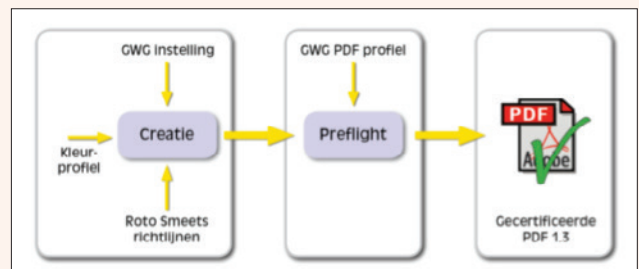 GWG instelling
Creatie
Kleur-
profiel
Roto Smeets
richtlijnen
GWG PDF profiel
Preflight
PDF
Adobe
Gecertificeerde
PDF 1.3